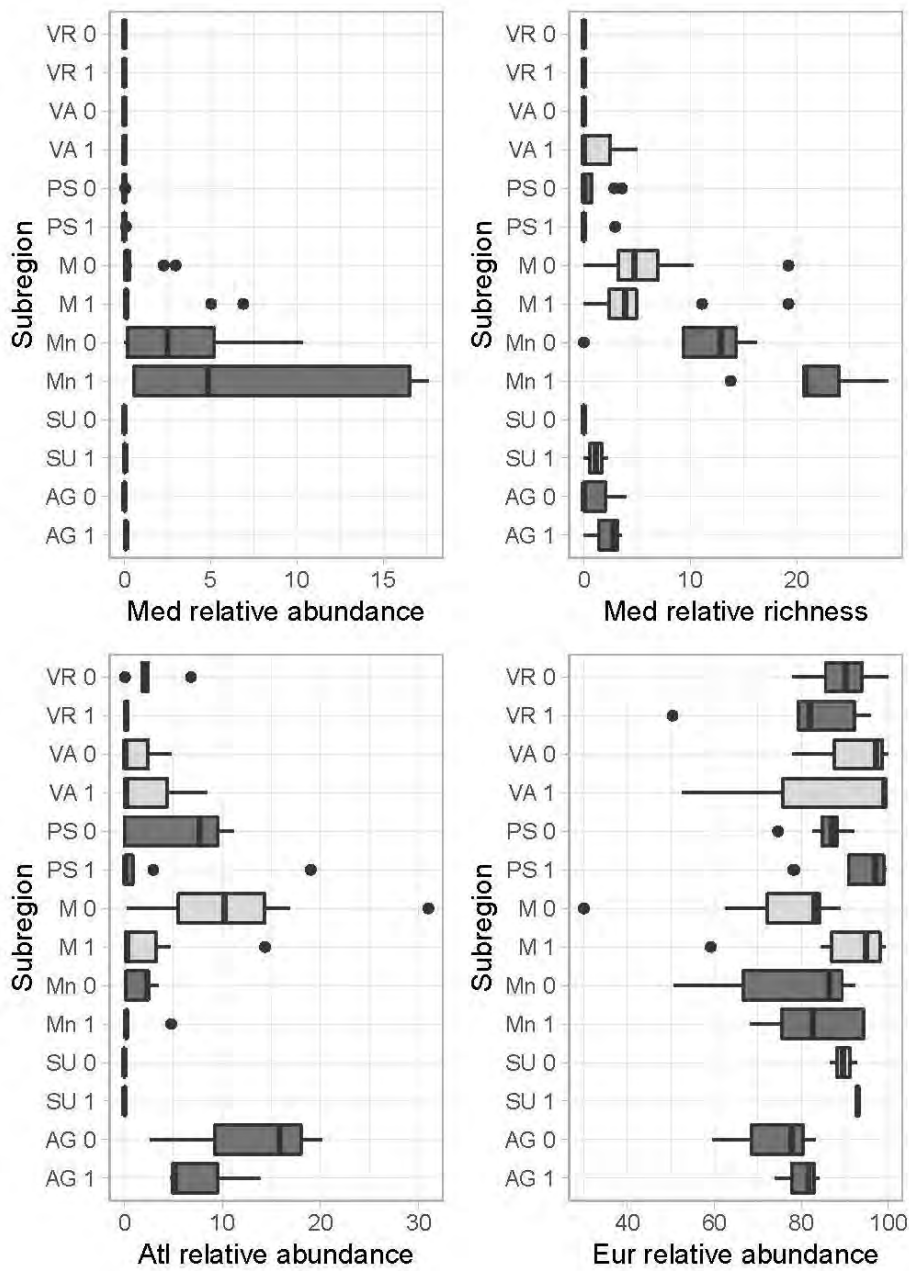 Subregion
VR 0
VR 1
VA 0
VA 1
PS 0
PS 1
M 0
M 1
Mn 0
Mn 1
SU 0
SU 1
AG 0
AG 1
0 5 10 15
Med relative abundance
Subregion
VR 0
VR 1
VA 0
VA 1
PS 0
PS 1
M 0
M 1
Mn 0
Mn 1
SU 0
SU 1
AG 0
AG 1
0 10 20
Med relative richness
Subregion
VR 0
VR 1
VA 0
VA 1
PS 0
PS 1
M 0
M 1
Mn 0
Mn 1
SU 0
SU 1
AG 0
AG 1
0 10 20 30
Atl relative abundance
Subregion
VR 0
VR 1
VA 0
VA 1
PS 0
PS 1
M 0
M 1
Mn 0
Mn 1
SU 0
SU 1
AG 0
AG 1
40 60 80 100
Eur relative abundance